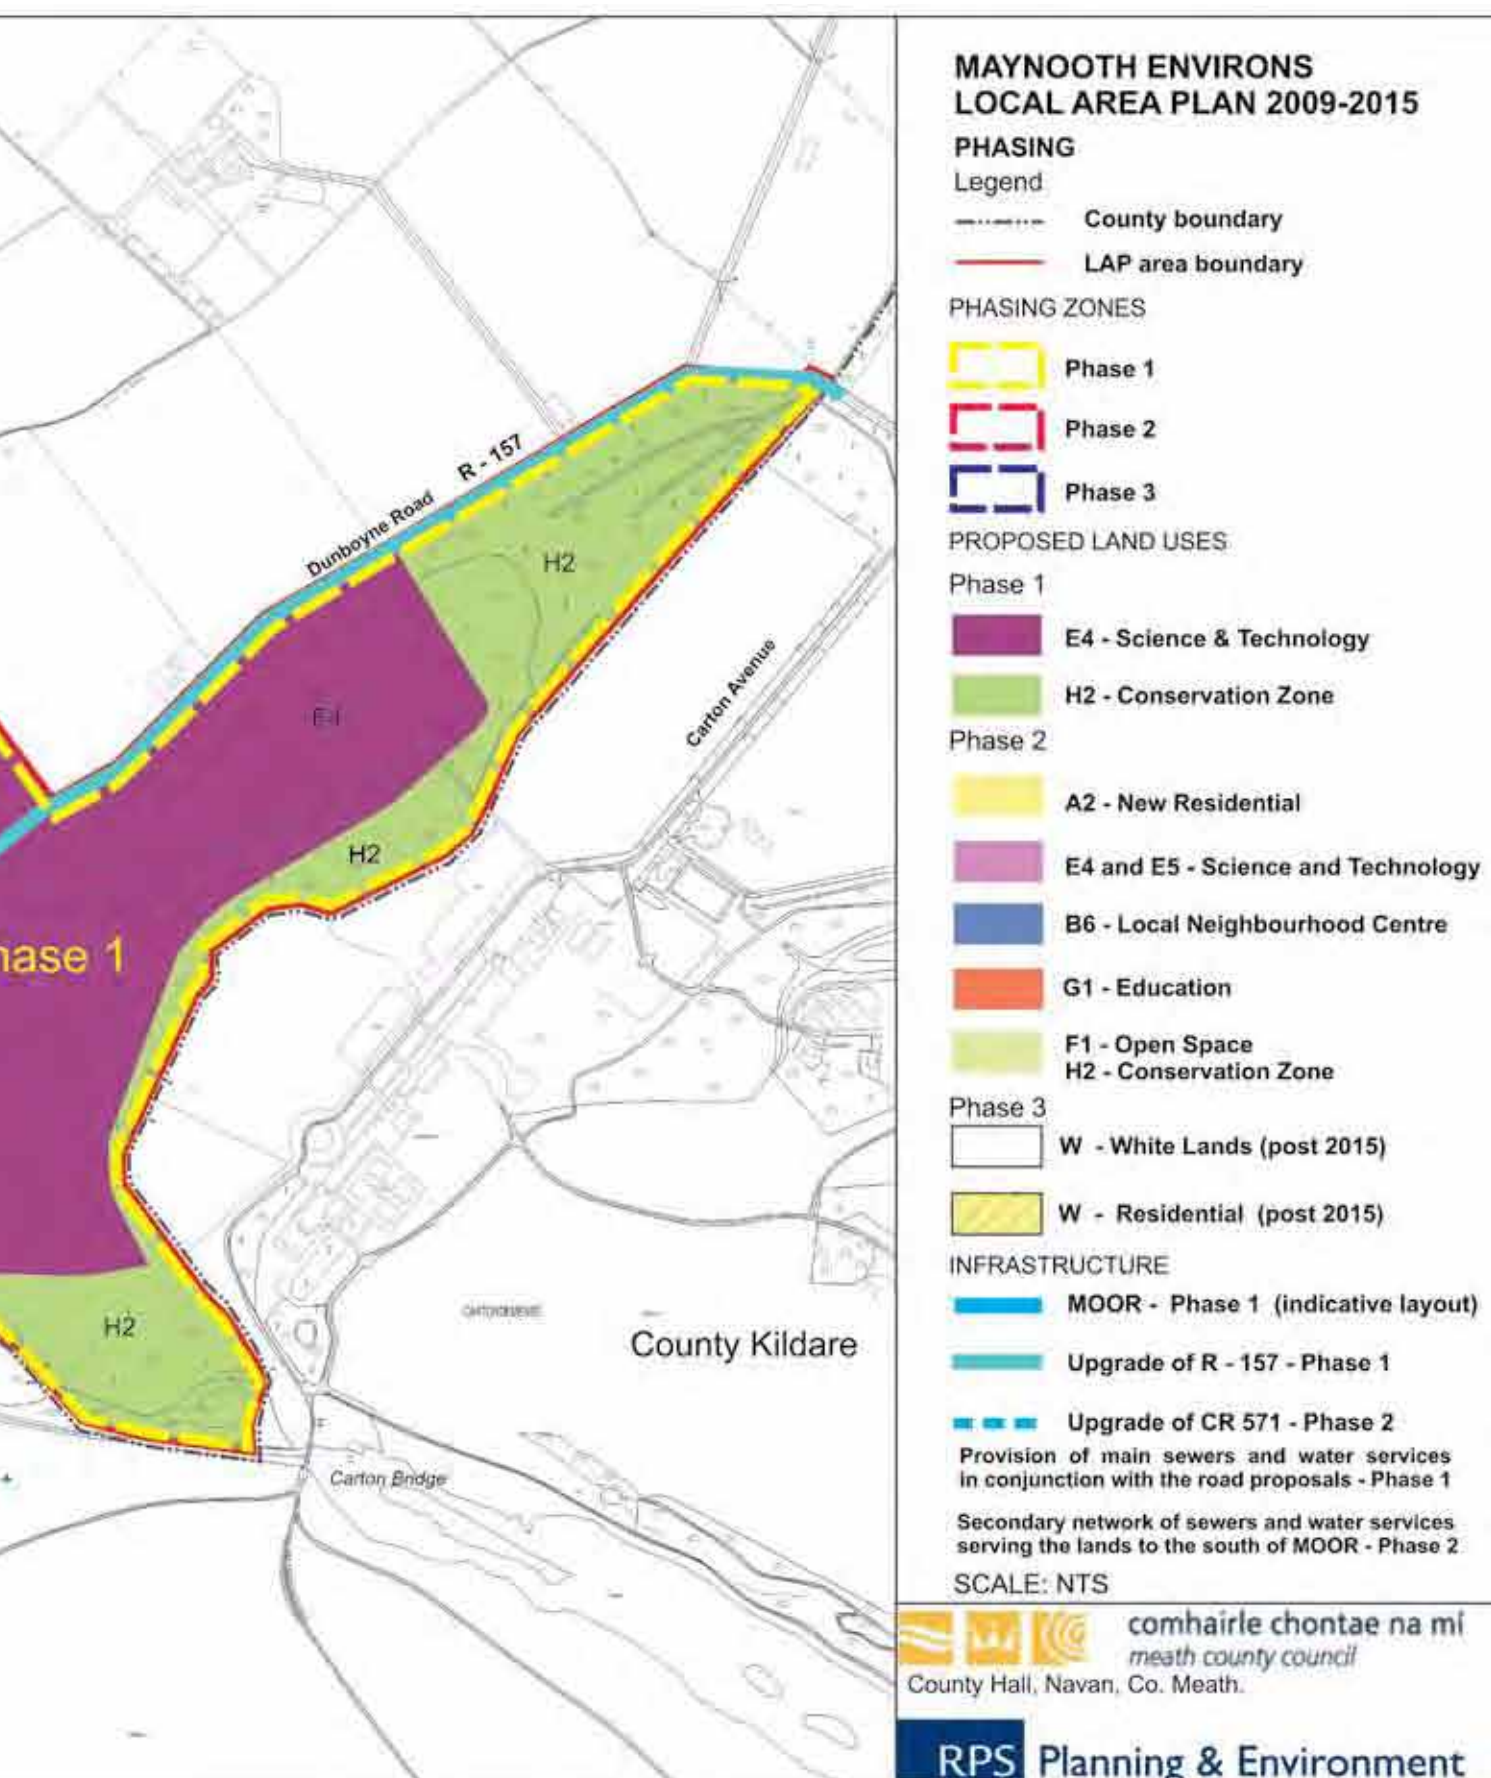 R - 157
Dunboyne Road
H2
Carton Avenue
H2
hase 1
H2
County Kildare
Carton Bridge
MAYNOOTH ENVIRONS
LOCAL AREA PLAN 2009-2015
PHASING
Legend
County boundary
LAP area boundary
PHASING ZONES
Phase 1
Phase 2
Phase 3
PROPOSED LAND USES
Phase 1
E4 - Science & Technology
H2 - Conservation Zone
Phase 2
A2 - New Residential
E4 and E5 - Science and Technology
B6 - Local Neighbourhood Centre
G1 - Education
F1 - Open Space
H2 - Conservation Zone
Phase 3
W - White Lands (post 2015)
W - Residential (post 2015)
INFRASTRUCTURE
MOOR - Phase 1 (indicative layout)
Upgrade of R - 157 - Phase 1
Upgrade of CR 571 - Phase 2
Provision of main sewers and water services
in conjunction with the road proposals - Phase 1
Secondary network of sewers and water services
serving the lands to the south of MOOR - Phase 2
SCALE: NTS
comhairle chontae na mí
meath county council
County Hall, Navan, Co. Meath.
RPS Planning & Environment